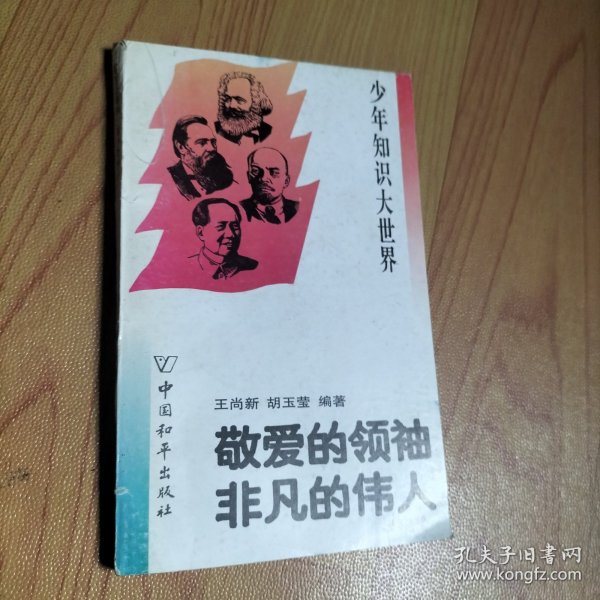 少年知识大世界
王尚新 胡玉莹 编著
敬爱的领袖
非凡的伟人
中国和平出版社
孔夫子旧书网
www.kongfz.com